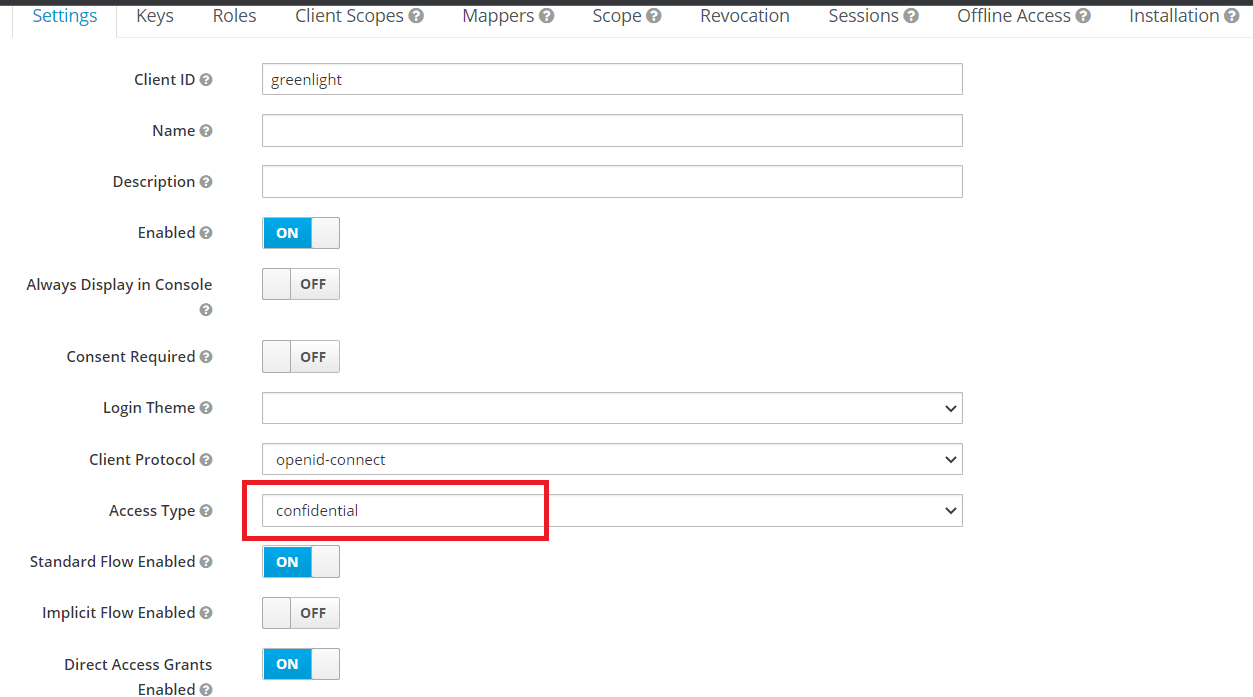 Settings Keys Roles Client Scopes Mappers Scope Revocation Sessions Offline Access Installation
Client ID greenlight
Name
Description
Enabled ON
Always Display in Console OFF
Consent Required OFF
Login Theme
Client Protocol openid-connect
Access Type confidential
Standard Flow Enabled ON
Implicit Flow Enabled OFF
Direct Access Grants ON
Enabled